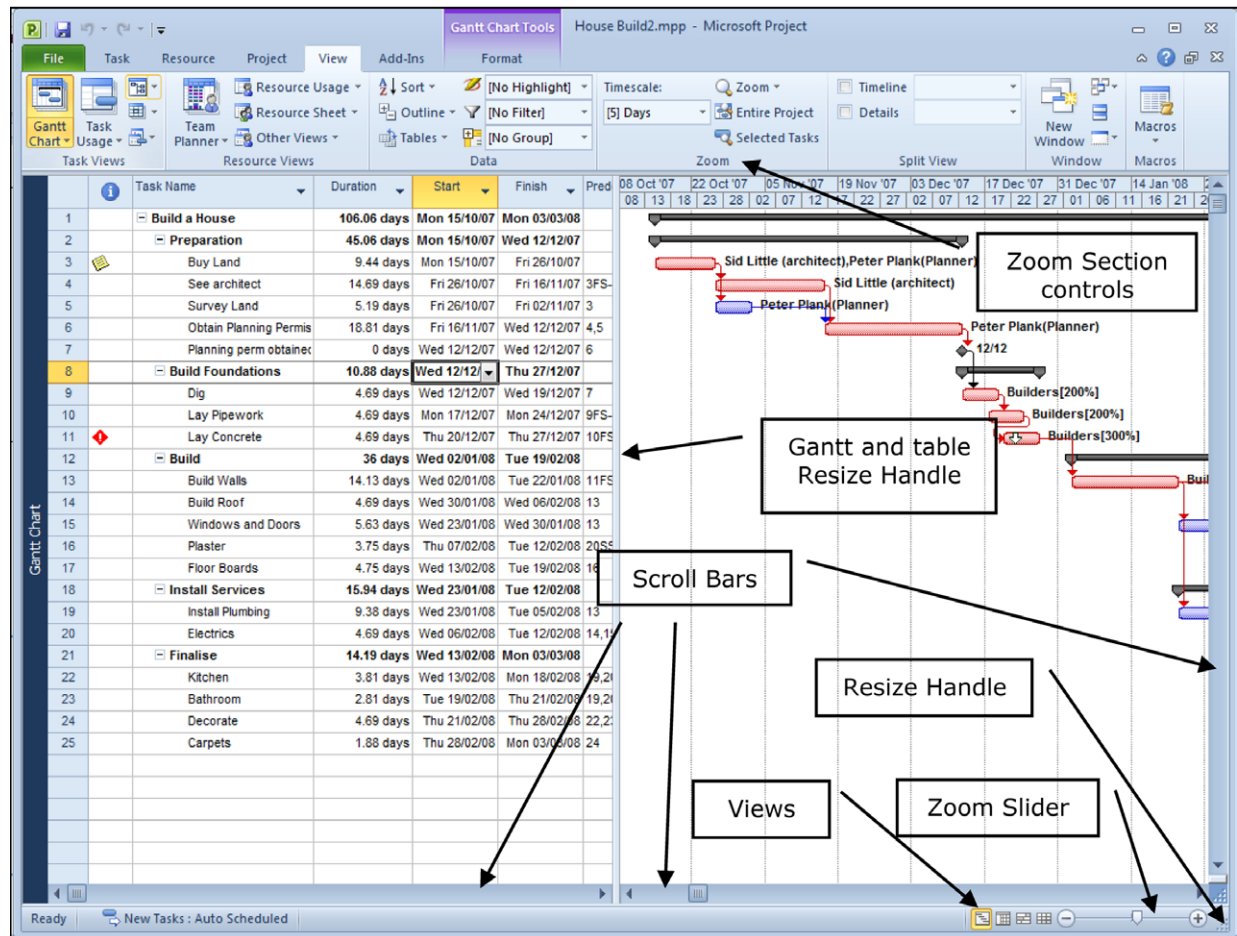 Gantt Chart Tools House Build2.mpp - Microsoft Project
File Task Resource Project View Add-Ins Format
Resource Usage Sort [No Highlight] Timescale: Zoom Timeline
Resource Sheet Outline [No Filter] [5] Days Entire Project Details
Gantt Chart Task Usage Team Planner Other Views Tables [No Group] Selected Tasks New Window Macros
Task Views Resource Views Data Zoom Split View Window Macros
Task Name Duration Start Finish Pred 08 Oct '07 22 Oct '07 05 Nov '07 19 Nov '07 03 Dec '07 17 Dec '07 31 Dec '07 14 Jan '08
08 13 18 23 28 02 07 12 17 22 27 02 07 12 17 22 27 01 06 11 16 21
1 Build a House 106.06 days Mon 15/10/07 Mon 03/03/08
2 Preparation 45.06 days Mon 15/10/07 Wed 12/12/07
3 Buy Land 9.44 days Mon 15/10/07 Fri 26/10/07 Sid Little (architect),Peter Plank(Planner)
4 See architect 14.69 days Fri 26/10/07 Fri 16/11/07 3FS- Sid Little (architect)
5 Survey Land 5.19 days Fri 26/10/07 Fri 02/11/07 3 Peter Plank(Planner)
6 Obtain Planning Permis 18.81 days Fri 16/11/07 Wed 12/12/07 4,5 Peter Plank(Planner)
7 Planning perm obtained 0 days Wed 12/12/07 Wed 12/12/07 6 12/12
8 Build Foundations 10.88 days Wed 12/12/ Thu 27/12/07
9 Dig 4.69 days Wed 12/12/07 Wed 19/12/07 7 Builders[200%]
10 Lay Pipework 4.69 days Mon 17/12/07 Mon 24/12/07 9FS- Builders[200%]
11 Lay Concrete 4.69 days Thu 20/12/07 Thu 27/12/07 10FS Builders[300%]
12 Build 36 days Wed 02/01/08 Tue 19/02/08
13 Build Walls 14.13 days Wed 02/01/08 Tue 22/01/08 11FS Buil
14 Build Roof 4.69 days Wed 30/01/08 Wed 06/02/08 13
15 Windows and Doors 5.63 days Wed 23/01/08 Wed 30/01/08 13
16 Plaster 3.75 days Thu 07/02/08 Tue 12/02/08 20SS
17 Floor Boards 4.75 days Wed 13/02/08 Tue 19/02/08 16
18 Install Services 15.94 days Wed 23/01/08 Tue 12/02/08
19 Install Plumbing 9.38 days Wed 23/01/08 Tue 05/02/08 13
20 Electrics 4.69 days Wed 06/02/08 Tue 12/02/08 14,19
21 Finalise 14.19 days Wed 13/02/08 Mon 03/03/08
22 Kitchen 3.81 days Wed 13/02/08 Mon 18/02/08 19,20
23 Bathroom 2.81 days Tue 19/02/08 Thu 21/02/08 19,20
24 Decorate 4.69 days Thu 21/02/08 Thu 28/02/08 22,2
25 Carpets 1.88 days Thu 28/02/08 Mon 03/03/08 24
Gantt Chart
Zoom Section
controls
Gantt and table
Resize Handle
Scroll Bars
Resize Handle
Views
Zoom Slider
Ready New Tasks : Auto Scheduled